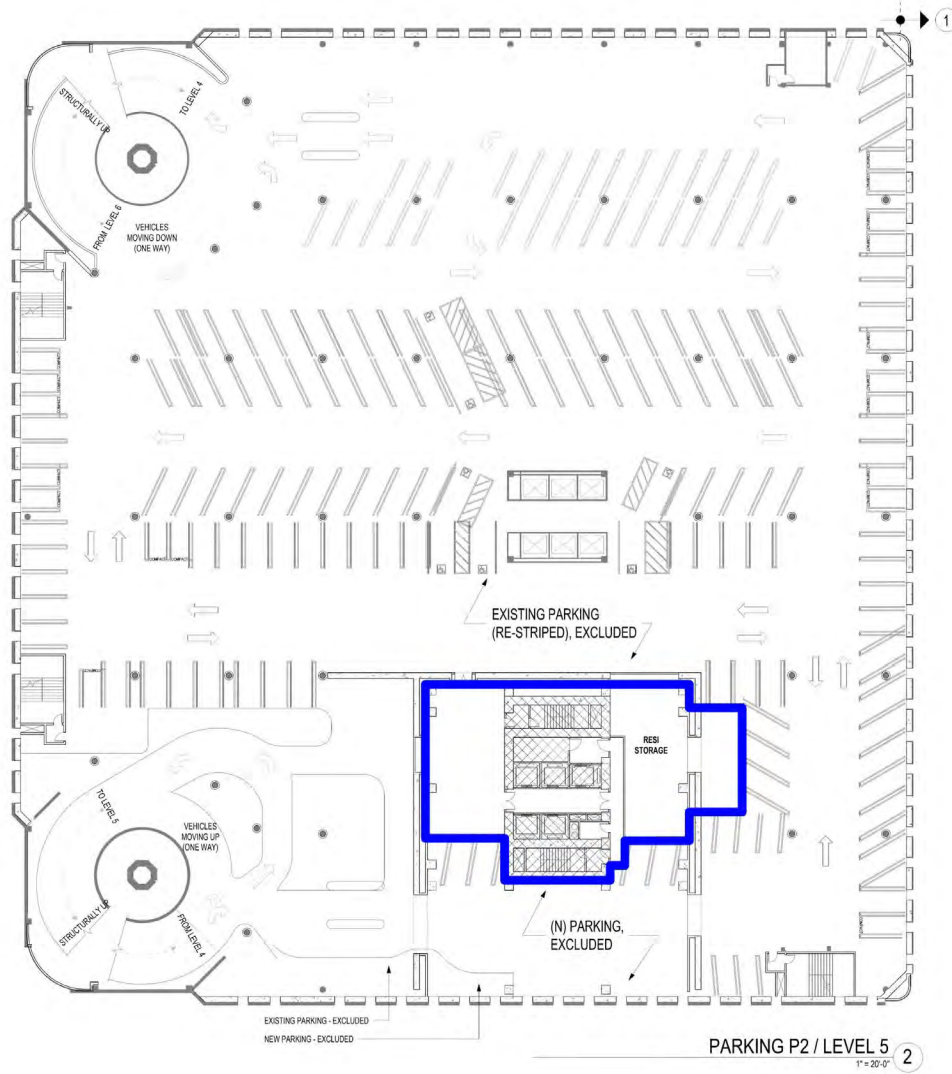 1
STRUCTURALLY UP
TO LEVEL 4
FROM LEVEL 6
VEHICLES
MOVING DOWN
(ONE WAY)
COMPACT
COMPACT
EXISTING PARKING
(RE-STRIPED), EXCLUDED
RESI
STORAGE
TO LEVEL 5
VEHICLES
MOVING UP
(ONE WAY)
STRUCTURALLY UP
FROM LEVEL 4
(N) PARKING,
EXCLUDED
EXISTING PARKING - EXCLUDED
NEW PARKING - EXCLUDED
PARKING P2 / LEVEL 5
1" = 20'-0"
2